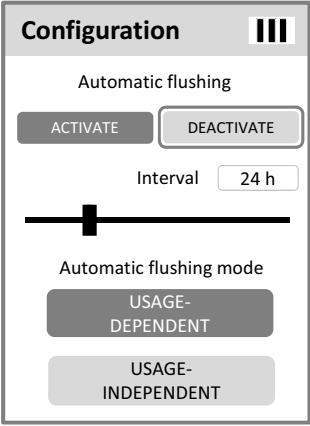 Configuration
Automatic flushing
ACTIVATE
DEACTIVATE
Interval 24 h
Automatic flushing mode
USAGE-
DEPENDENT
USAGE-
INDEPENDENT